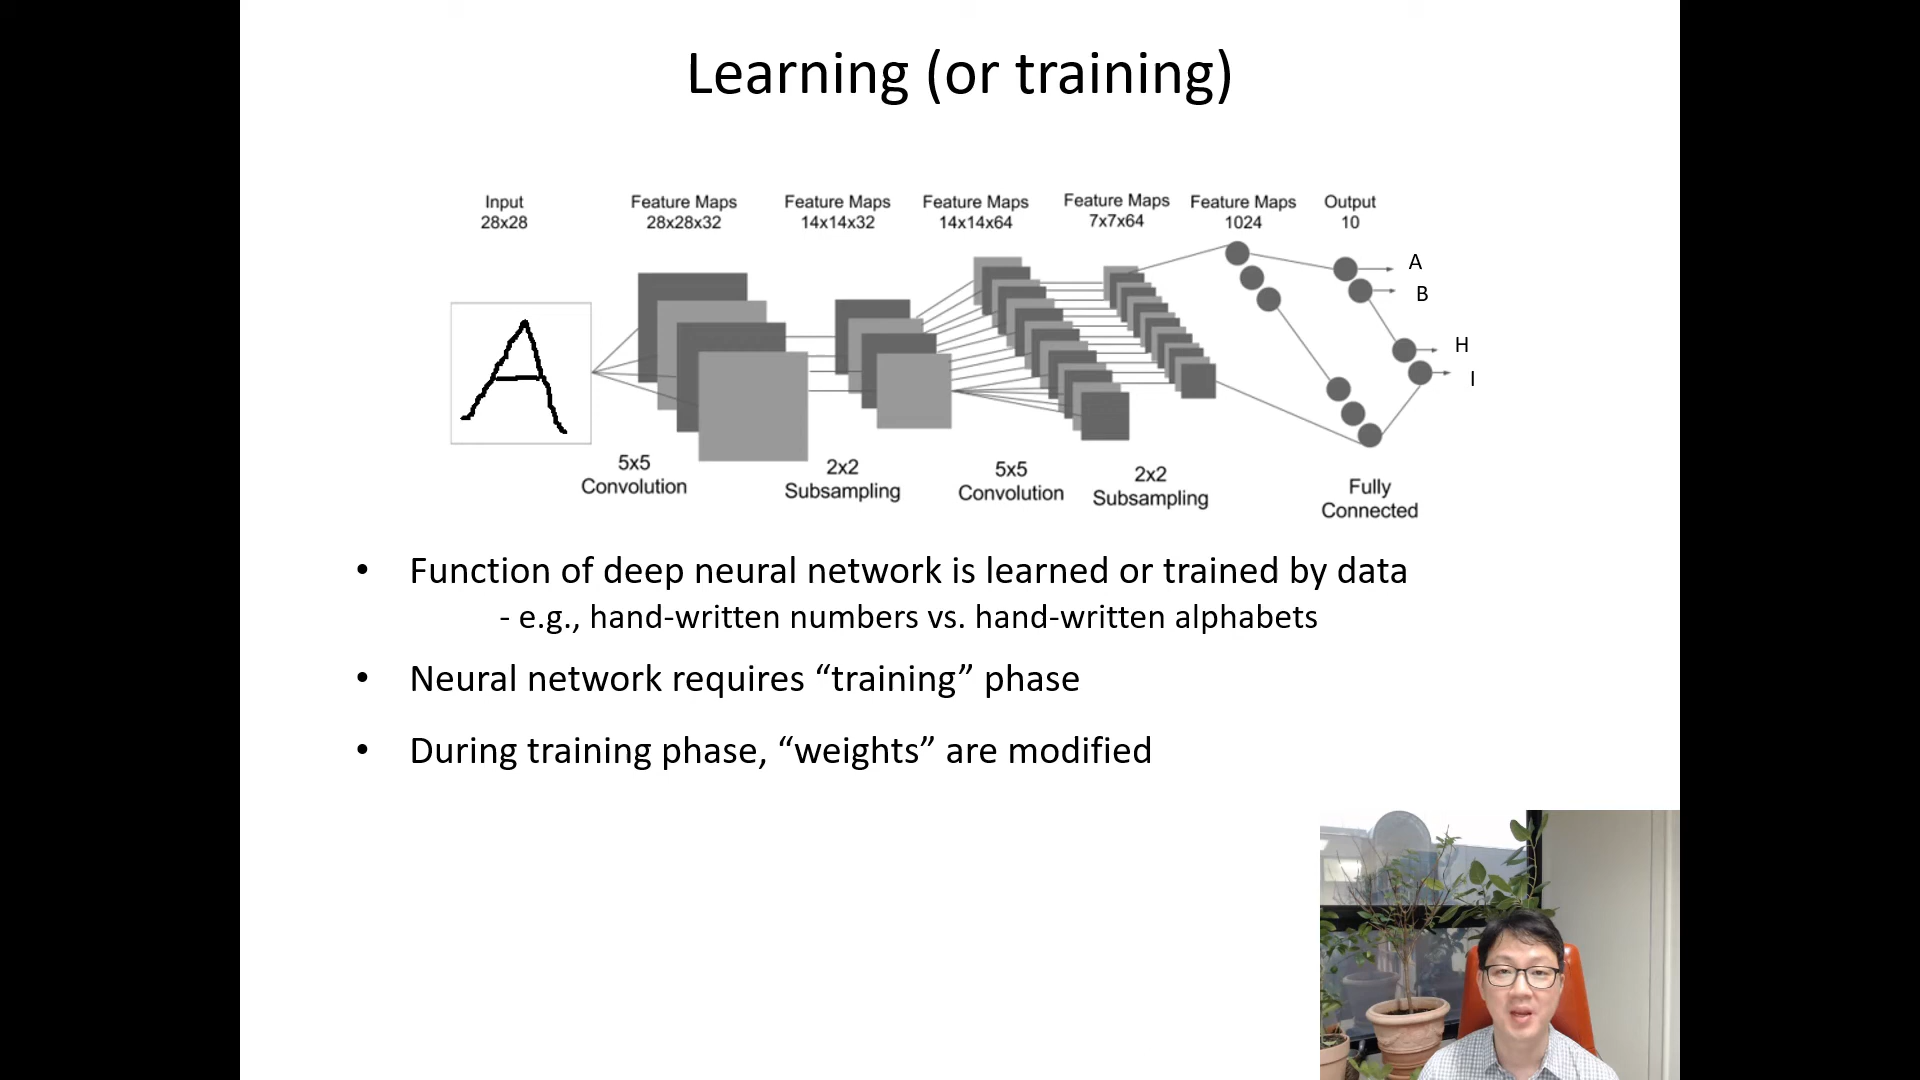 Learning (or training)
Input
28x28
Feature Maps
28x28x32
Feature Maps
14x14x32
Feature Maps
14x14x64
Feature Maps
7x7x64
Feature Maps
1024
Output
10
A
B
H
I
A
5x5
Convolution
2x2
Subsampling
5x5
Convolution
2x2
Subsampling
Fully
Connected
• Function of deep neural network is learned or trained by data
- e.g., hand-written numbers vs. hand-written alphabets
• Neural network requires “training” phase
• During training phase, “weights” are modified